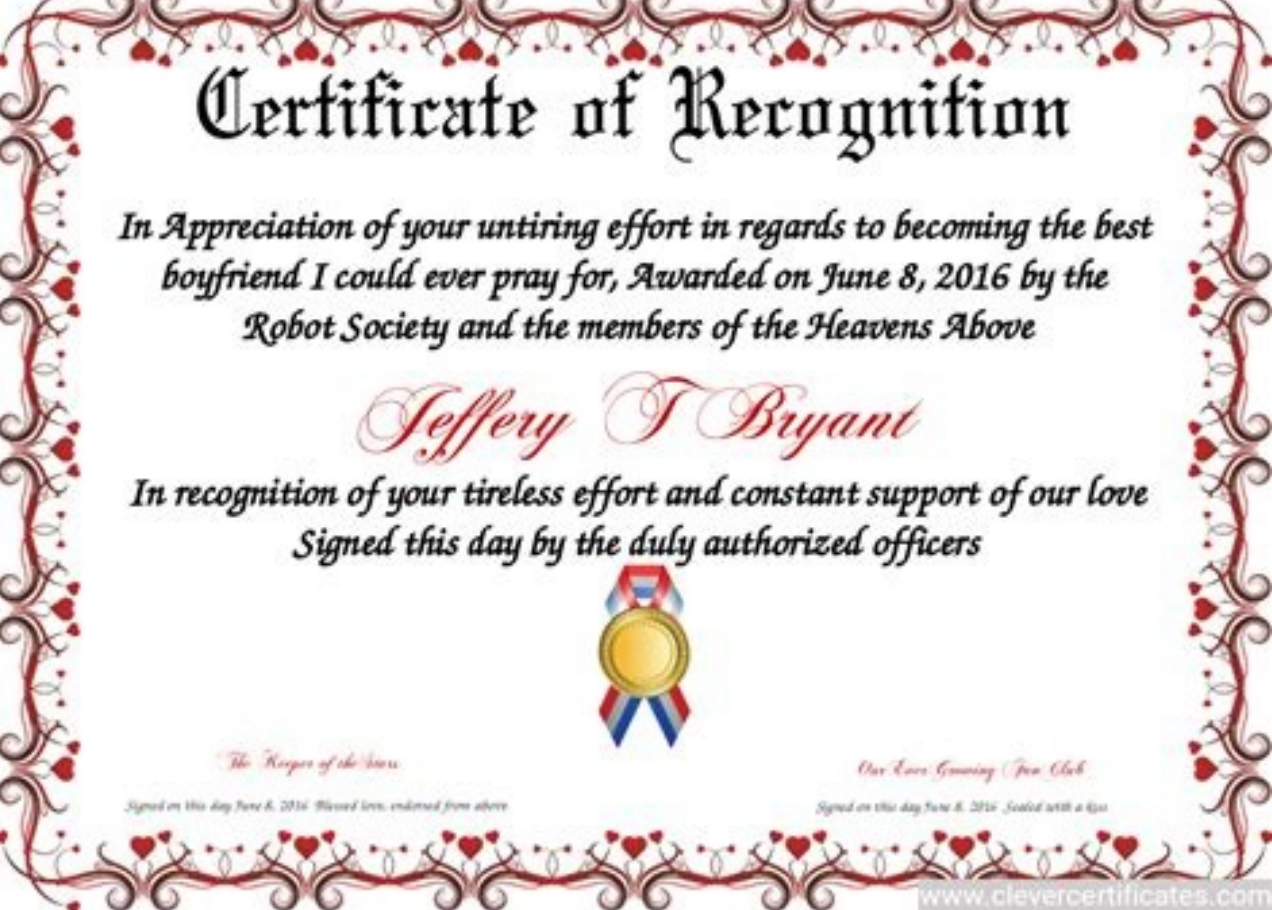 Certificate of Recognition
In Appreciation of your untiring effort in regards to becoming the best
boyfriend I could ever pray for, Awarded on June 8, 2016 by the
Robot Society and the members of the Heavens Above
Jeffery T Bryant
In recognition of your tireless effort and constant support of our love
Signed this day by the duly authorized officers
The Keeper of the Stars
Our Ever Growing Fan Club
Signed on this day June 8, 2016 Blessed love, endorsed from above
Signed on this day June 8, 2016 Sealed with a kiss
www.clevercertificates.com